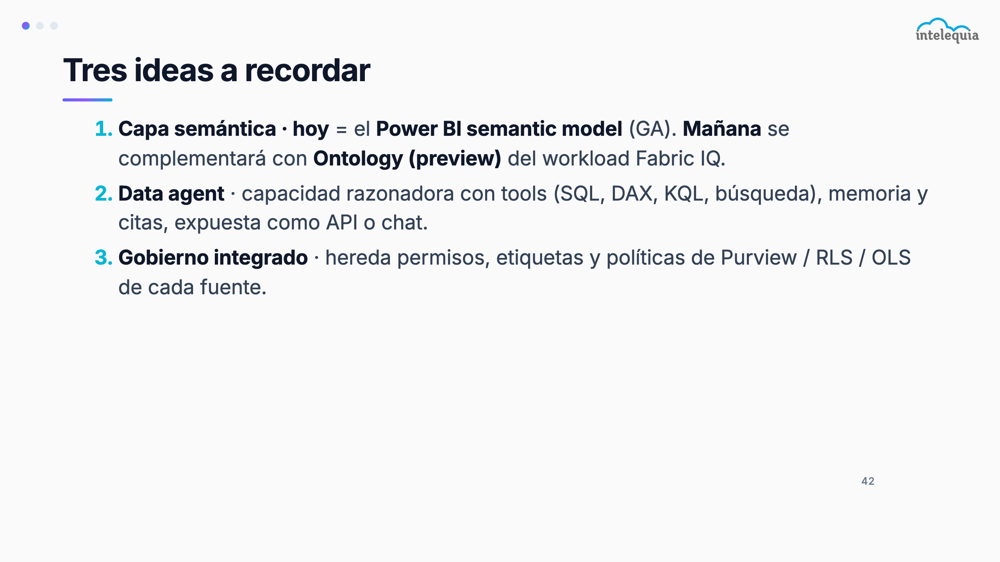 intelequia
Tres ideas a recordar
1. Capa semántica · hoy = el Power BI semantic model (GA). Mañana se
complementará con Ontology (preview) del workload Fabric IQ.
2. Data agent · capacidad razonadora con tools (SQL, DAX, KQL, búsqueda), memoria y
citas, expuesta como API o chat.
3. Gobierno integrado · hereda permisos, etiquetas y políticas de Purview / RLS / OLS
de cada fuente.
42